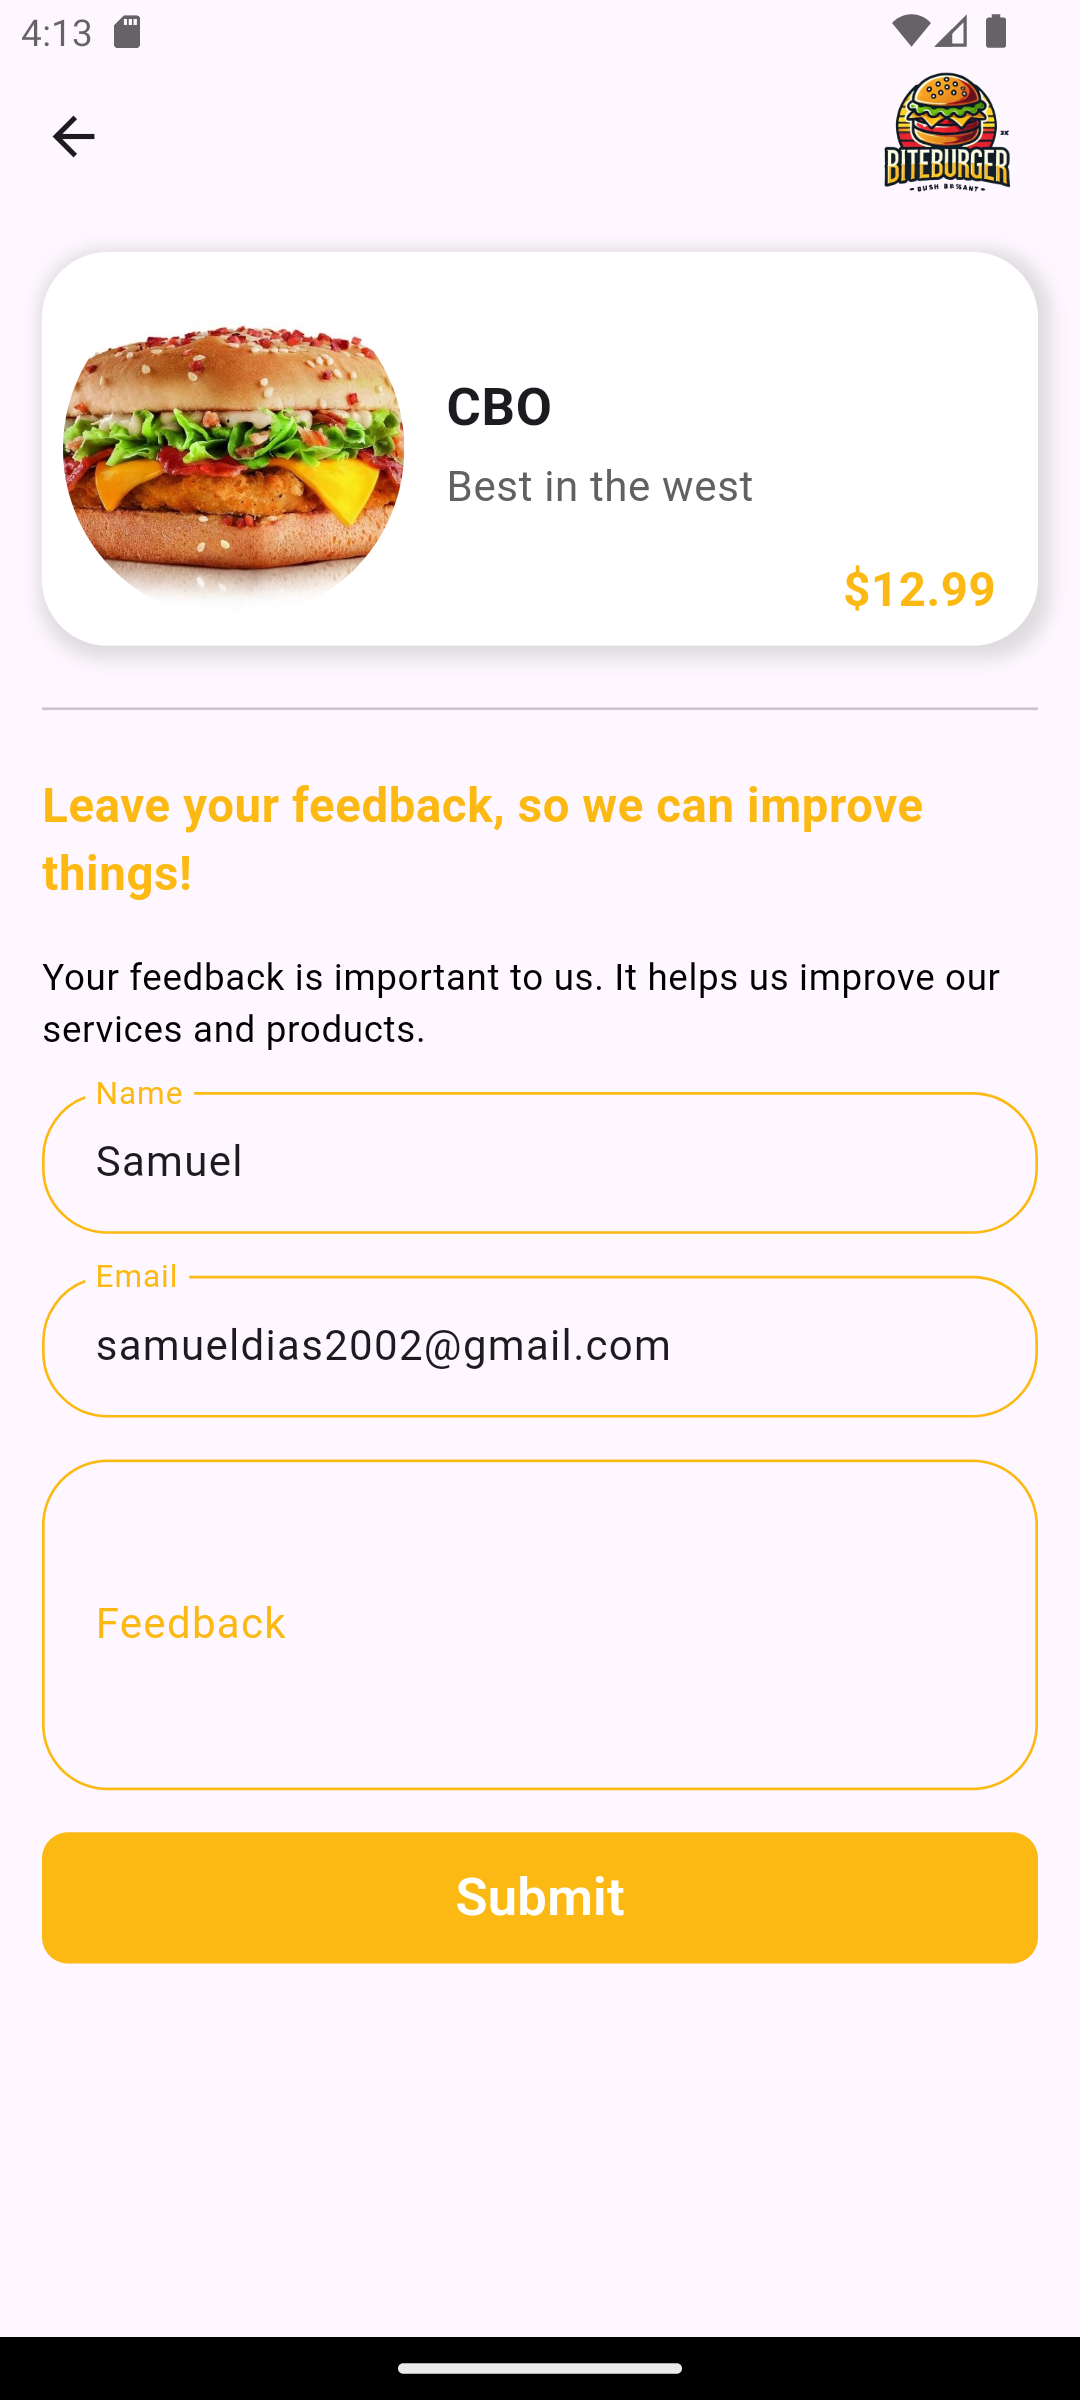 4:13
BITEBURGER
CBO
Best in the west
$12.99
Leave your feedback, so we can improve
things!
Your feedback is important to us. It helps us improve our
services and products.
Name
Samuel
Email
samueldias2002@gmail.com
Feedback
Submit